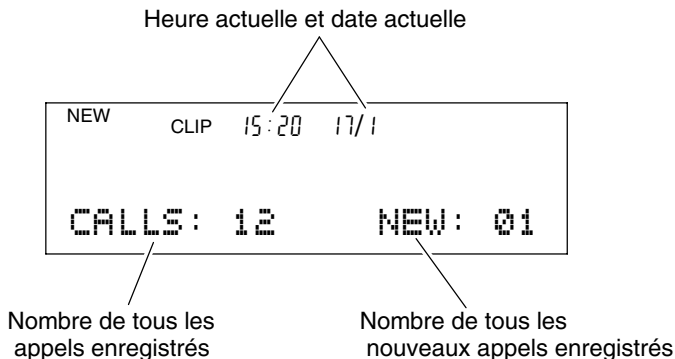 Heure actuelle et date actuelle
NEW
CLIP 15:20 17/1
CALLS: 12 NEW: 01
Nombre de tous les
appels enregistrés
Nombre de tous les
nouveaux appels enregistrés